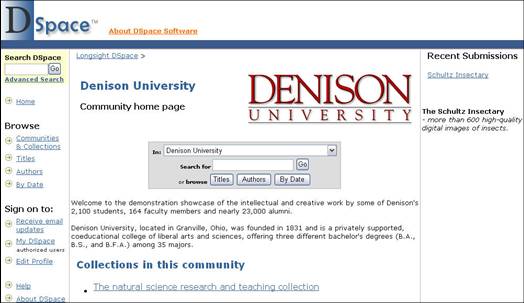 DSpace™
About DSpace Software
Search DSpace
Go
Advanced Search
Home
Browse
Communities
& Collections
Titles
Authors
By Date
Sign on to:
Receive email
updates
My DSpace
authorized users
Edit Profile
Help
About DSpace
Longsight DSpace >
Denison University
Community home page
DENISON
UNIVERSITY
In: Denison University
Search for Go
or browse Titles Authors By Date
Welcome to the demonstration showcase of the intellectual and creative work by some of Denison's
2,100 students, 164 faculty members and nearly 23,000 alumni.
Denison University, located in Granville, Ohio, was founded in 1831 and is a privately supported,
coeducational college of liberal arts and sciences, offering three different bachelor's degrees (B.A.,
B.S., and B.F.A.) among 35 majors.
Collections in this community
• The natural science research and teaching collection
Recent Submissions
Schultz Insectary
The Schultz Insectary
- more than 600 high-quality
digital images of insects.